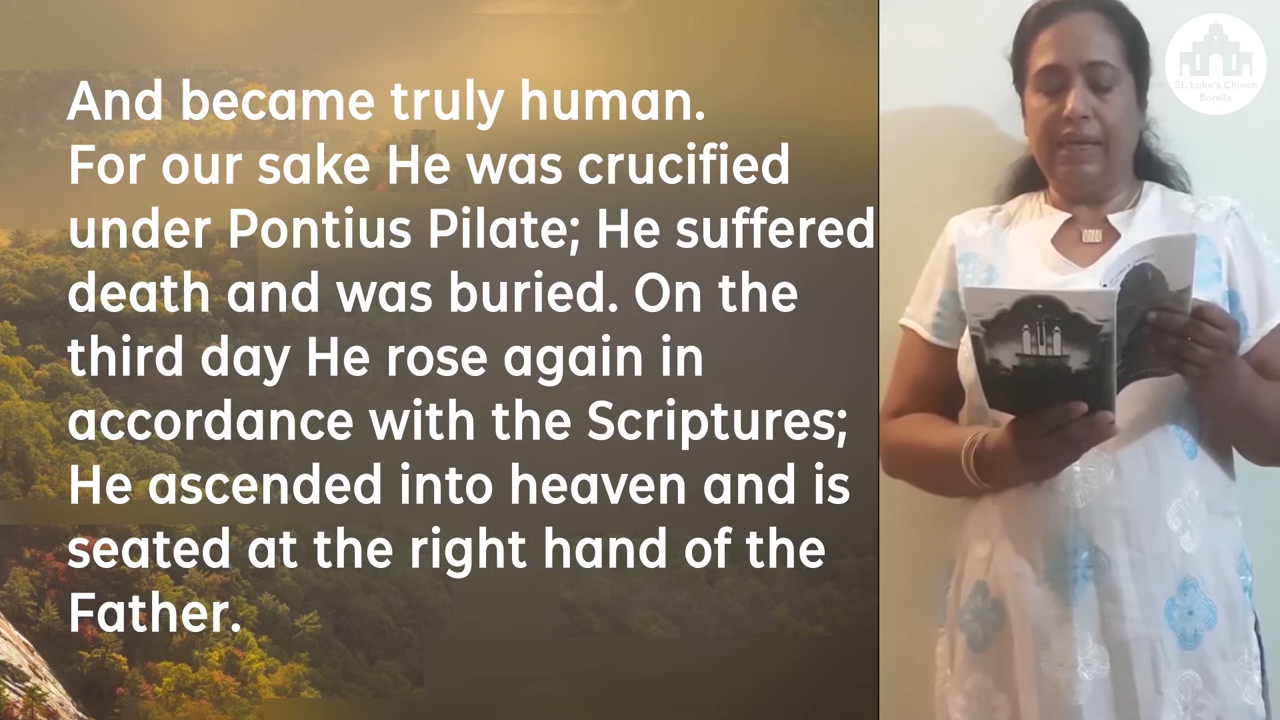 And became truly human.
For our sake He was crucified
under Pontius Pilate; He suffered
death and was buried. On the
third day He rose again in
accordance with the Scriptures;
He ascended into heaven and is
seated at the right hand of the
Father.
St. Luke's Church
Borella